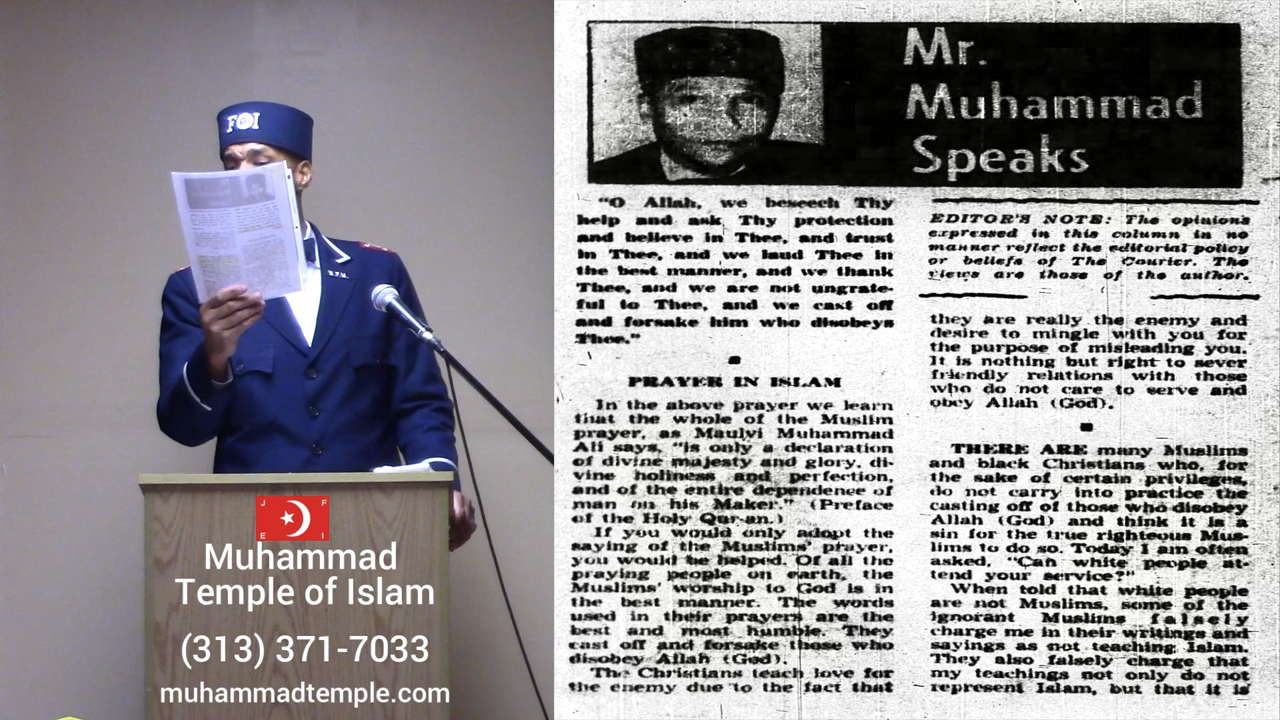 FOI
F.O.I.
J F
E I
Muhammad
Temple of Islam
(313) 371-7033
muhammadtemple.com
Mr.
Muhammad
Speaks
"O Allah, we beseech Thy
help and ask Thy protection
and believe in Thee, and trust
in Thee, and we laud Thee in
the best manner, and we thank
Thee, and we are not ungrate-
ful to Thee, and we cast off
and forsake him who disobeys
Thee."
PRAYER IN ISLAM
In the above prayer we learn
that the whole of the Muslim
prayer, as Maulvi Muhammad
Ali says, "is only a declaration
of divine majesty and glory, di-
vine holiness and perfection,
and of the entire dependence of
man on his Maker." (Preface
of the Holy Qur-an.)
If you would only adopt the
saying of the Muslims' prayer,
you would be helped. Of all the
praying people on earth, the
Muslims' worship to God is in
the best manner. The words
used in their prayers are the
best and most humble. They
cast off and forsake those who
disobey Allah (God).
The Christians teach love for
the enemy due to the fact that
EDITOR'S NOTE: The opinions
expressed in this column in no
manner reflect the editorial policy
or beliefs of The Courier. The
views are those of the author.
they are really the enemy and
desire to mingle with you for
the purpose of misleading you.
It is nothing but right to sever
friendly relations with those
who do not care to serve and
obey Allah (God).
THERE ARE many Muslims
and black Christians who, for
the sake of certain privileges,
do not carry into practice the
casting off of those who disobey
Allah (God) and think it is a
sin for the true righteous Mus-
lims to do so. Today I am often
asked, "Can white people at-
tend your service?"
When told that white people
are not Muslims, some of the
ignorant Muslims falsely
charge me in their writings and
sayings as not teaching Islam.
They also falsely charge that
my teachings not only do not
represent Islam, but that it is